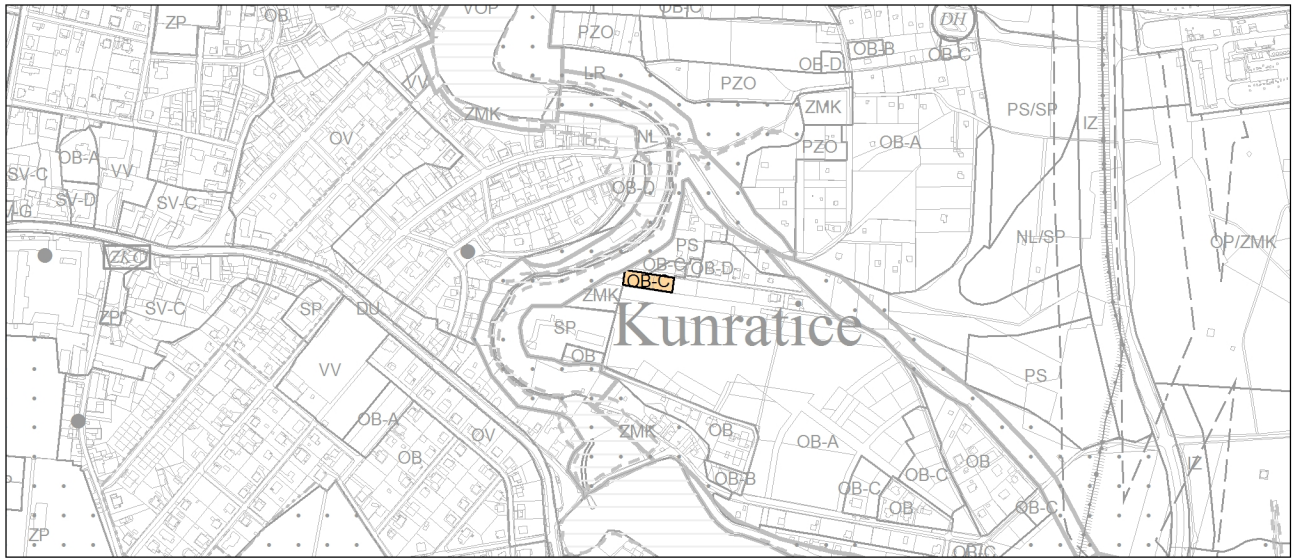 VOP
OB-C
ZP
OB
DH
PZO
OB-B
OB-C
OB-D
LR
PZO
VV
ZMK
ZMK
PS/SP
IZ
OV
NL
PZO
OB-A
OB-A
VV
SV-C
OB-D
SV-D
SV-C
NL/SP
OP/ZMK
PS
ZKC
OB-C
OB-D
OB-C
ZMK
SV-C
ZP
SP
DU
Kunratice
SP
OB
VV
PS
OB-A
OB
OV
ZMK
OB
OB-A
OB-B
OB-C
OB
OB-C
OB
OB-C
IZ
ZP
OB-C